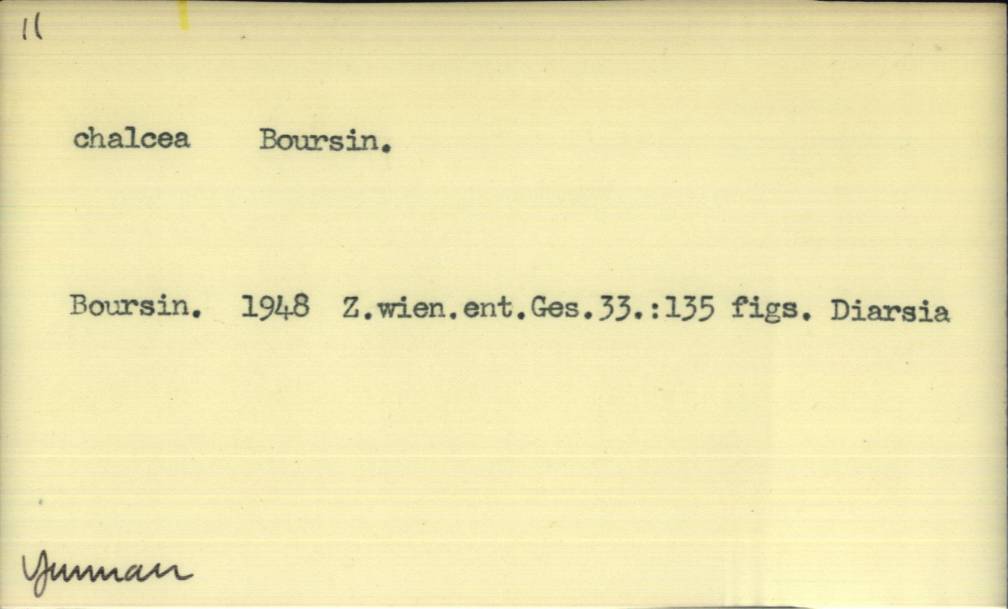 11
chalcea Boursin.
Boursin. 1948 Z.wien.ent.Ges.33.:135 figs. Diarsia
Yunnan